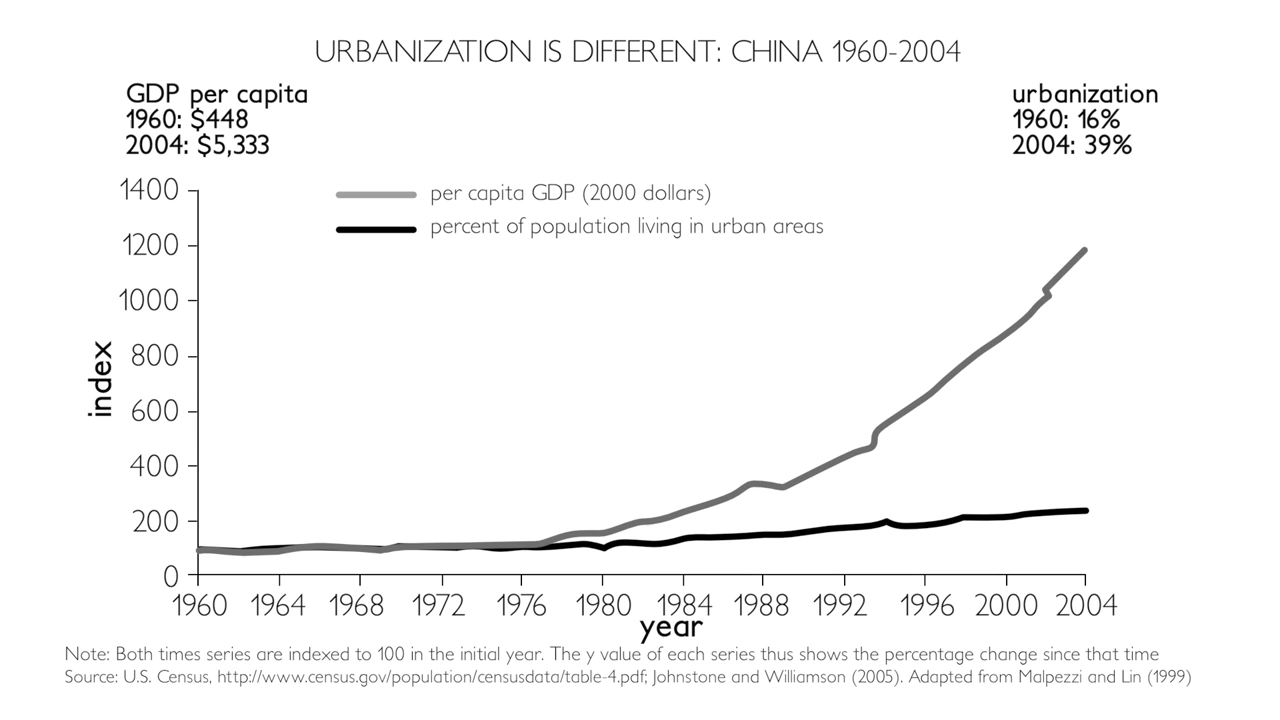 URBANIZATION IS DIFFERENT: CHINA 1960-2004
GDP per capita
1960: $448
2004: $5,333
urbanization
1960: 16%
2004: 39%
per capita GDP (2000 dollars)
percent of population living in urban areas
1400
1200
1000
800
600
400
200
0
index
1960 1964 1968 1972 1976 1980 1984 1988 1992 1996 2000 2004
year
Note: Both times series are indexed to 100 in the initial year. The y value of each series thus shows the percentage change since that time
Source: U.S. Census, http://www.census.gov/population/censusdata/table-4.pdf; Johnstone and Williamson (2005). Adapted from Malpezzi and Lin (1999)